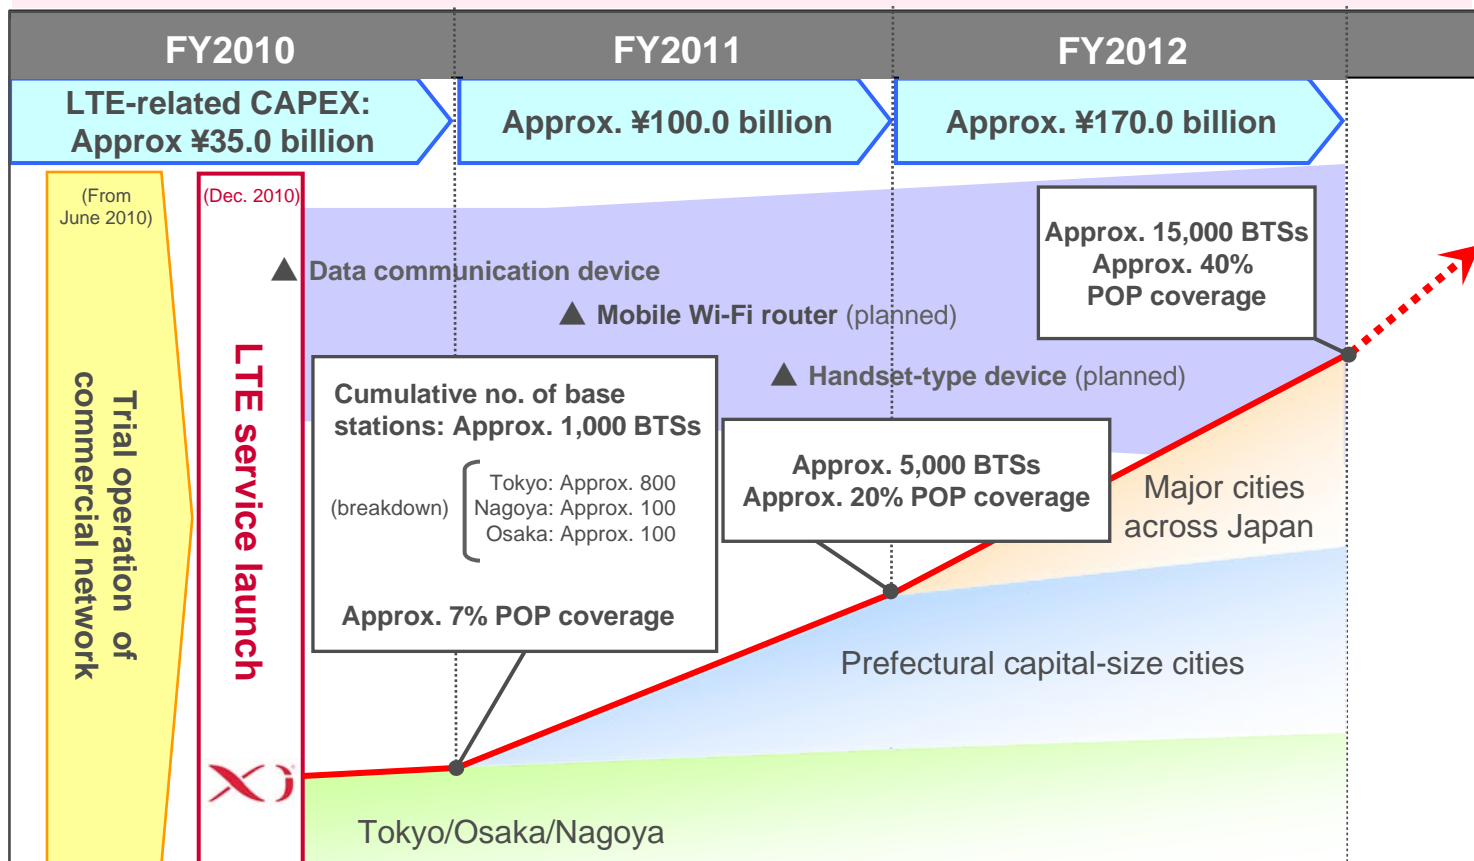 FY2010
FY2011
FY2012
LTE-related CAPEX:
Approx ¥35.0 billion
Approx. ¥100.0 billion
Approx. ¥170.0 billion
(From
June 2010)
Trial operation of
commercial network
(Dec. 2010)
LTE service launch
Xi
▲ Data communication device
▲ Mobile Wi-Fi router (planned)
▲ Handset-type device (planned)
Cumulative no. of base
stations: Approx. 1,000 BTSs
(breakdown)
Tokyo: Approx. 800
Nagoya: Approx. 100
Osaka: Approx. 100
Approx. 7% POP coverage
Approx. 5,000 BTSs
Approx. 20% POP coverage
Approx. 15,000 BTSs
Approx. 40%
POP coverage
Major cities
across Japan
Prefectural capital-size cities
Tokyo/Osaka/Nagoya